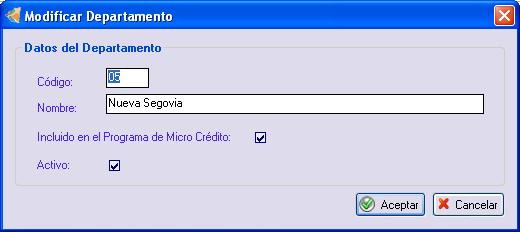 Modificar Departamento
Datos del Departamento
Código: 05
Nombre: Nueva Segovia
Incluido en el Programa de Micro Crédito:
Activo:
Aceptar Cancelar